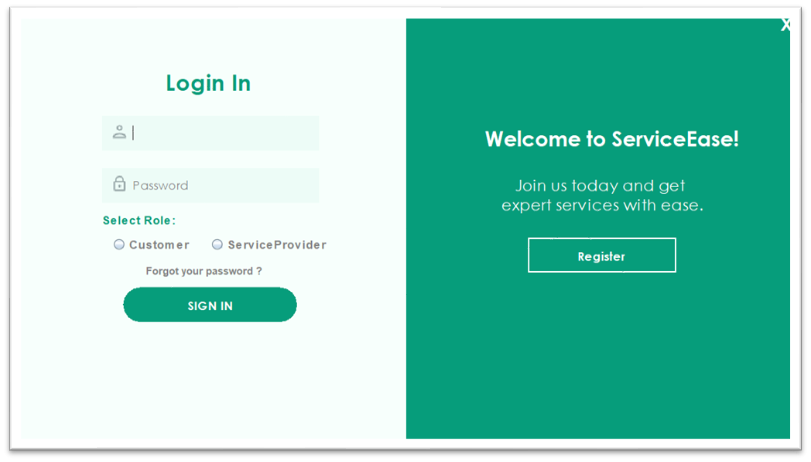 Login In
Password
Select Role:
Customer ServiceProvider
Forgot your password ?
SIGN IN
X
Welcome to ServiceEase!
Join us today and get
expert services with ease.
Register